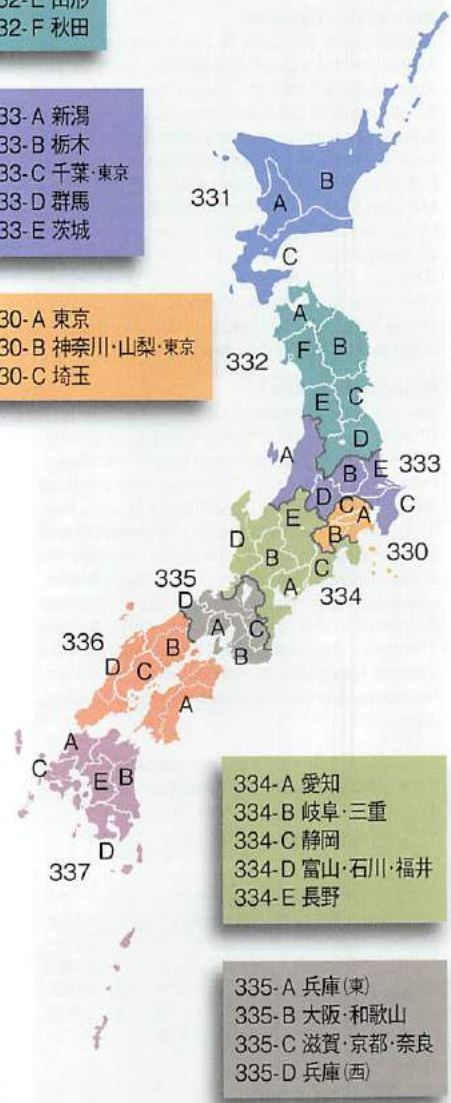 32-F 秋田
33-A 新潟
33-B 栃木
33-C 千葉・東京
33-D 群馬
33-E 茨城
30-A 東京
30-B 神奈川・山梨・東京
30-C 埼玉
331
A
B
C
332
A
F
B
E
C
D
333
A
B
E
D
C
330
C
A
B
334
D
E
B
C
A
335
D
A
C
B
336
D
C
B
A
337
A
C
E
B
D
334-A 愛知
334-B 岐阜・三重
334-C 静岡
334-D 富山・石川・福井
334-E 長野
335-A 兵庫(東)
335-B 大阪・和歌山
335-C 滋賀・京都・奈良
335-D 兵庫(西)